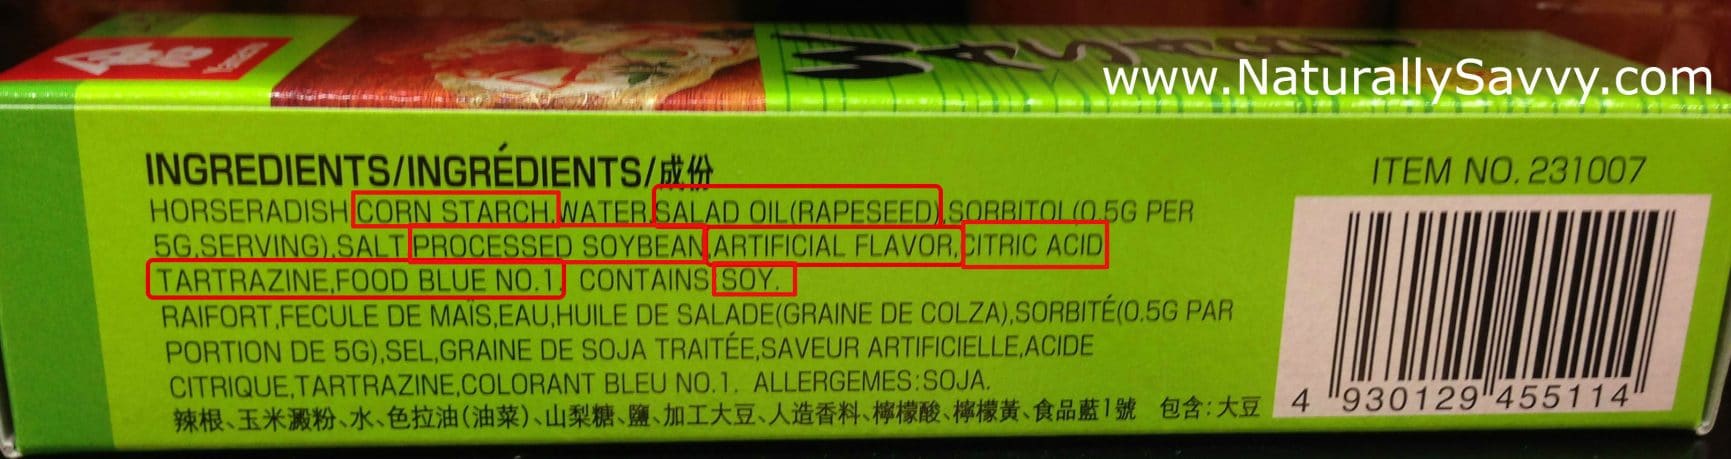 www.NaturallySavvy.com
INGREDIENTS/INGRÉDIENTS/成份
HORSERADISH,CORN STARCH,WATER,SALAD OIL(RAPESEED),SORBITOL(0.5G PER
5G,SERVING),SALT,PROCESSED SOYBEAN,ARTIFICIAL FLAVOR,CITRIC ACID
TARTRAZINE,FOOD BLUE NO.1. CONTAINS:SOY.
RAIFORT,FECULE DE MAÏS,EAU,HUILE DE SALADE(GRAINE DE COLZA),SORBITÉ(0.5G PAR
PORTION DE 5G),SEL,GRAINE DE SOJA TRAITÉE,SAVEUR ARTIFICIELLE,ACIDE
CITRIQUE,TARTRAZINE,COLORANT BLEU NO.1. ALLERGEMES:SOJA.
辣根、玉米澱粉、水、色拉油(油菜)、山梨糖、鹽、加工大豆、人造香料、檸檬酸、檸檬黃、食品藍1號 包含:大豆
ITEM NO. 231007
4 930129 455114